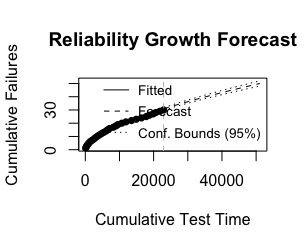 Reliability Growth Forecast
Cumulative Failures
30
0
Fitted
Forecast
Conf. Bounds (95%)
0
20000
40000
Cumulative Test Time